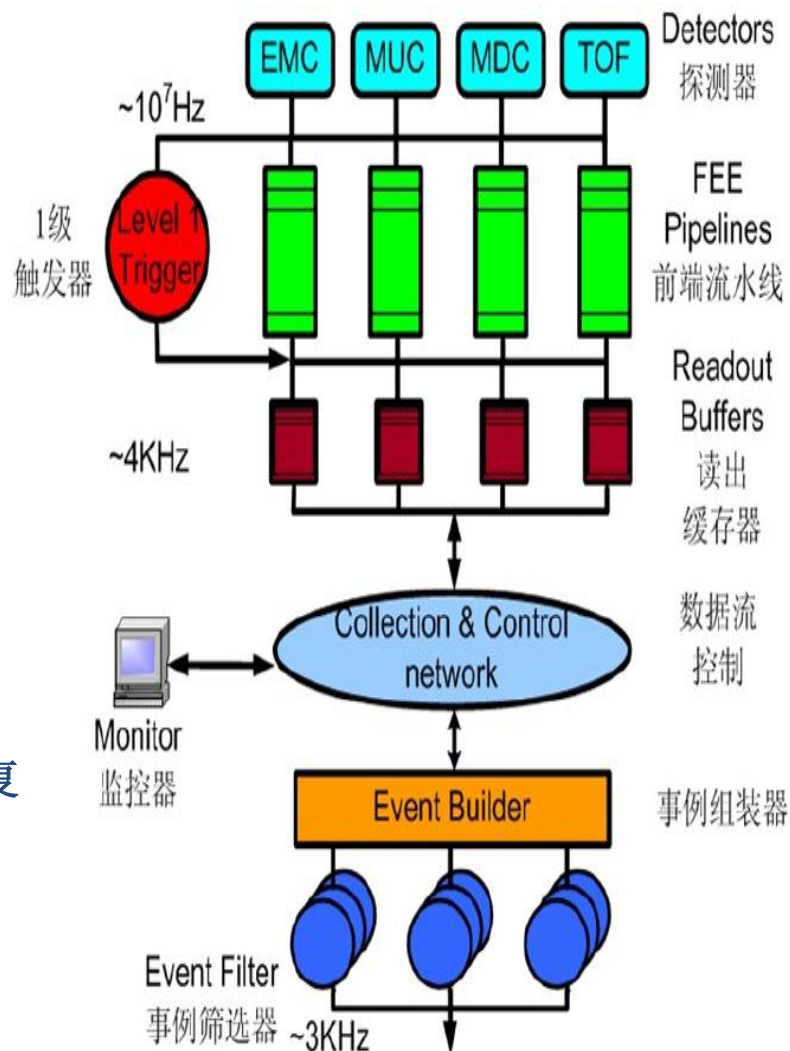 EMC
MUC
MDC
TOF
Detectors
探测器
~10⁷Hz
Level 1
Trigger
1级
触发器
FEE
Pipelines
前端流水线
Readout
Buffers
读出
缓存器
~4KHz
Collection & Control
network
数据流
控制
Monitor
监控器
Event Builder
事例组装器
Event Filter
事例筛选器
~3KHz